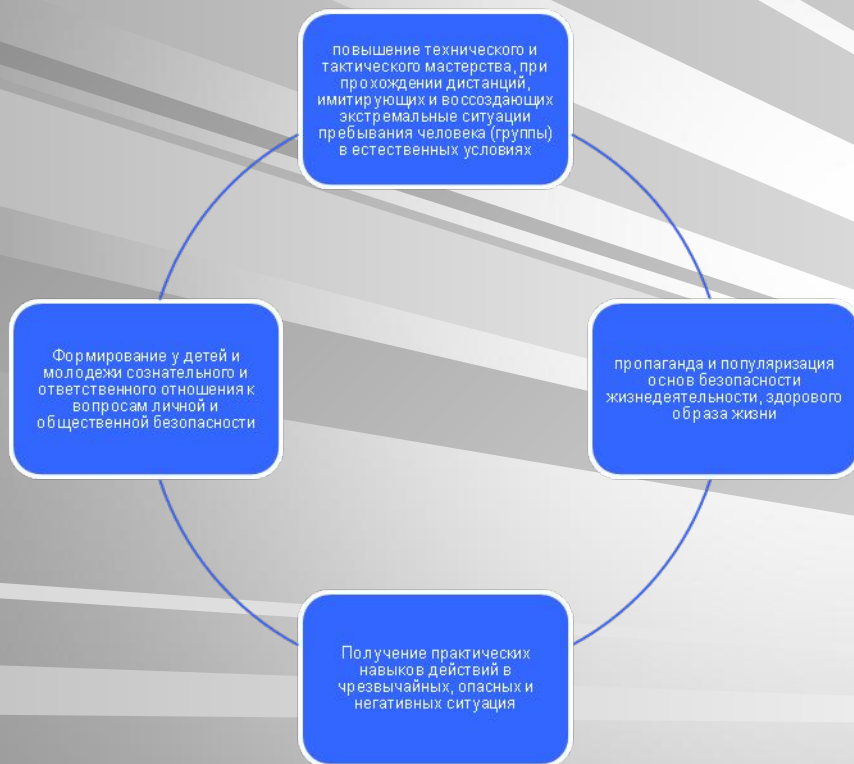 повышение технического и
тактического мастерства, при
прохождении дистанций,
имитирующих и воссоздающих
экстремальные ситуации
пребывания человека (группы)
в естественных условиях
Формирование у детей и
молодежи сознательного и
ответственного отношения к
вопросам личной и
общественной безопасности
пропаганда и популяризация
основ безопасности
жизнедеятельности, здорового
образа жизни
Получение практических
навыков действий в
чрезвычайных, опасных и
негативных ситуация